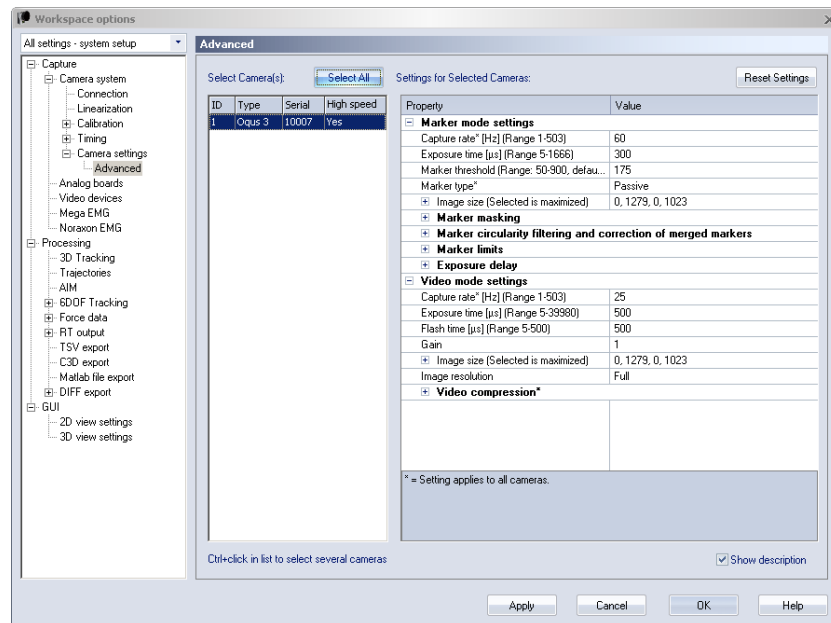 Workspace options
All settings - system setup
Capture
Camera system
Connection
Linearization
Calibration
Timing
Camera settings
Advanced
Analog boards
Video devices
Mega EMG
Noraxon EMG
Processing
3D Tracking
Trajectories
AIM
6DOF Tracking
Force data
RT output
TSV export
C3D export
Matlab file export
DIFF export
GUI
2D view settings
3D view settings
Advanced
Select Camera(s): Select All
ID Type Serial High speed
1 Oqus 3 10007 Yes
Ctrl+click in list to select several cameras
Settings for Selected Cameras: Reset Settings
Property Value
Marker mode settings
Capture rate* [Hz] (Range 1-503) 60
Exposure time [µs] (Range 5-1666) 300
Marker threshold (Range: 50-900, defau... 175
Marker type* Passive
Image size (Selected is maximized) 0, 1279, 0, 1023
Marker masking
Marker circularity filtering and correction of merged markers
Marker limits
Exposure delay
Video mode settings
Capture rate* [Hz] (Range 1-503) 25
Exposure time [µs] (Range 5-39980) 500
Flash time [µs] (Range 5-500) 500
Gain 1
Image size (Selected is maximized) 0, 1279, 0, 1023
Image resolution Full
Video compression*
* = Setting applies to all cameras.
Show description
Apply Cancel OK Help